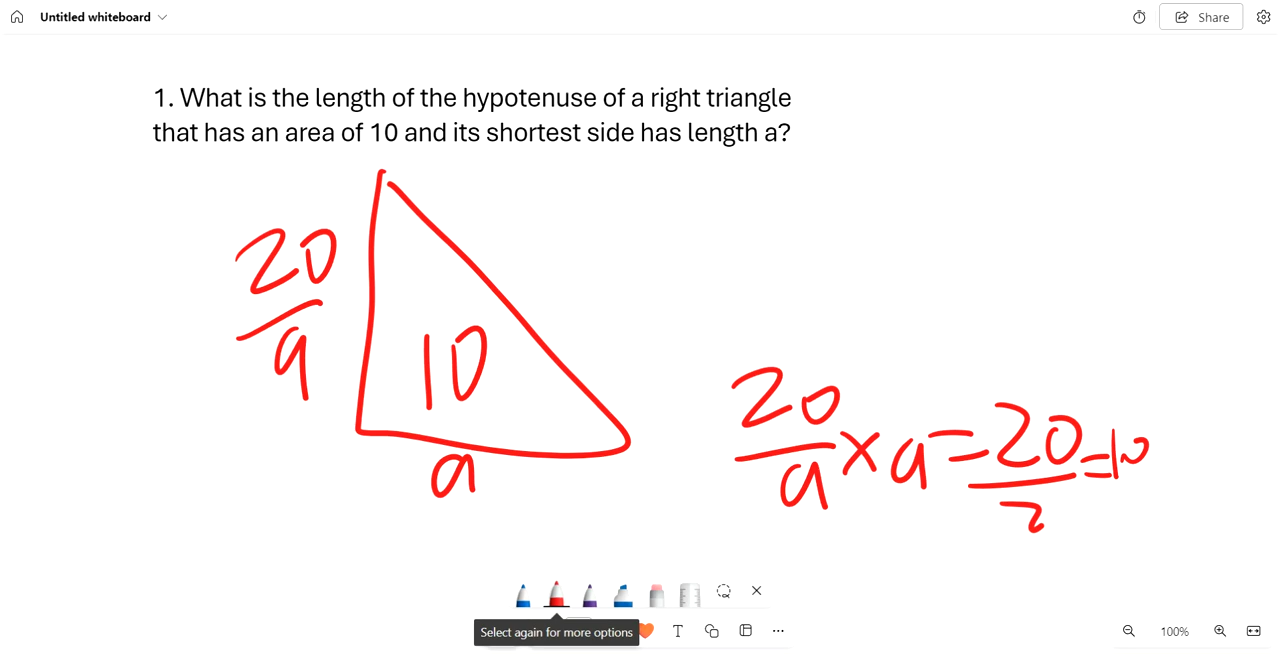 Untitled whiteboard
Share
1. What is the length of the hypotenuse of a right triangle
that has an area of 10 and its shortest side has length a?
20
a
10
a
20/a × a = 20/2 = 10
Select again for more options
T
100%